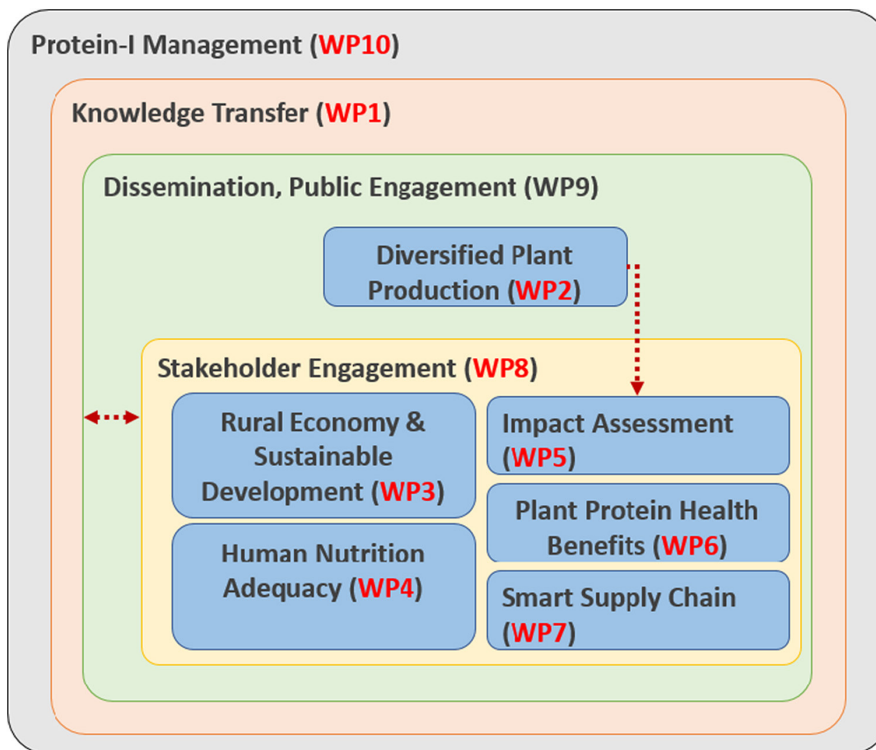 Protein-I Management (WP10)
Knowledge Transfer (WP1)
Dissemination, Public Engagement (WP9)
Diversified Plant
Production (WP2)
Stakeholder Engagement (WP8)
Rural Economy &
Sustainable
Development (WP3)
Human Nutrition
Adequacy (WP4)
Impact Assessment
(WP5)
Plant Protein Health
Benefits (WP6)
Smart Supply Chain
(WP7)